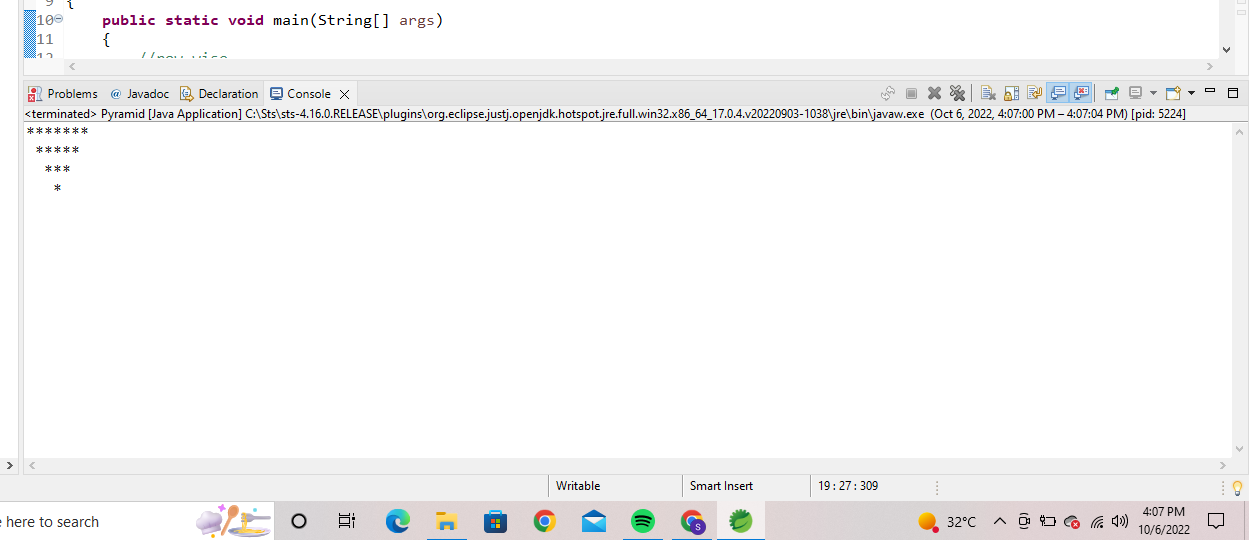 9 {
10 public static void main(String[] args)
11 {
12 //row wise
Problems @ Javadoc Declaration Console
<terminated> Pyramid [Java Application] C:\Sts\sts-4.16.0.RELEASE\plugins\org.eclipse.justj.openjdk.hotspot.jre.full.win32.x86_64_17.0.4.v20220903-1038\jre\bin\javaw.exe (Oct 6, 2022, 4:07:00 PM – 4:07:04 PM) [pid: 5224]
*******
 *****
  ***
   *
Writable Smart Insert 19 : 27 : 309
here to search S 32°C 4:07 PM
10/6/2022